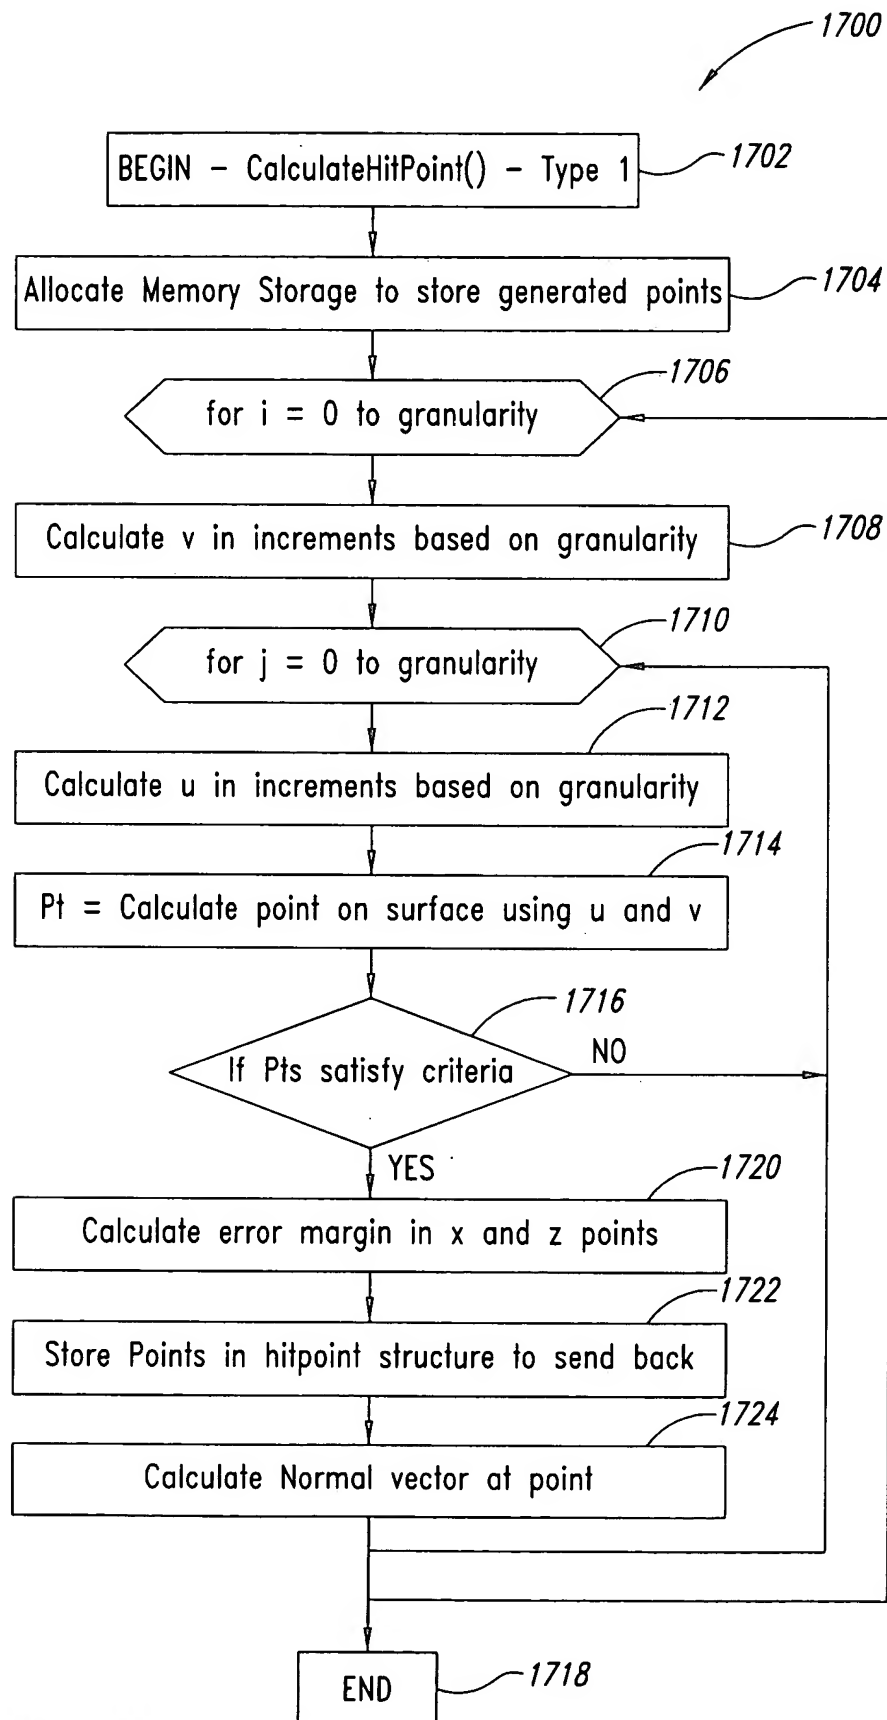 1700
BEGIN - CalculateHitPoint() - Type 1
1702
Allocate Memory Storage to store generated points
1704
1706
for i = 0 to granularity
Calculate v in increments based on granularity
1708
1710
for j = 0 to granularity
1712
Calculate u in increments based on granularity
1714
Pt = Calculate point on surface using u and v
1716
If Pts satisfy criteria
NO
YES
1720
Calculate error margin in x and z points
1722
Store Points in hitpoint structure to send back
1724
Calculate Normal vector at point
END
1718